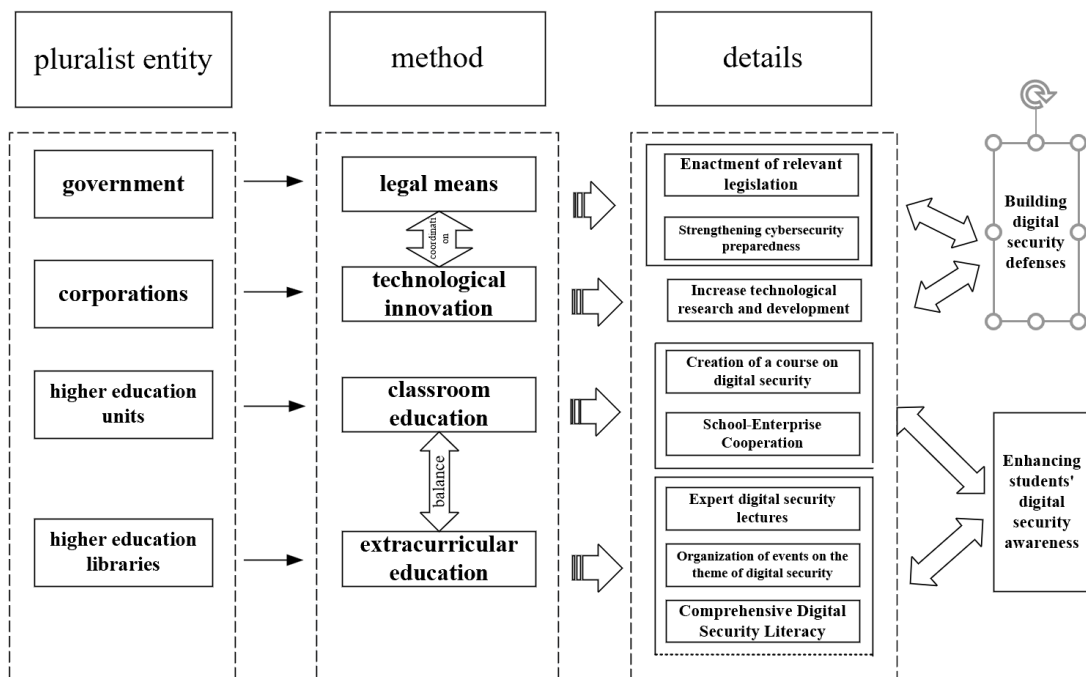 pluralist entity
method
details
government
legal means
Enactment of relevant
legislation
Strengthening cybersecurity
preparedness
coordinati
on
corporations
technological
innovation
Increase technological
research and development
Building
digital
security
defenses
higher education
units
classroom
education
Creation of a course on
digital security
School-Enterprise
Cooperation
balance
higher education
libraries
extracurricular
education
Expert digital security
lectures
Organization of events on the
theme of digital security
Comprehensive Digital
Security Literacy
Enhancing
students'
digital
security
awareness